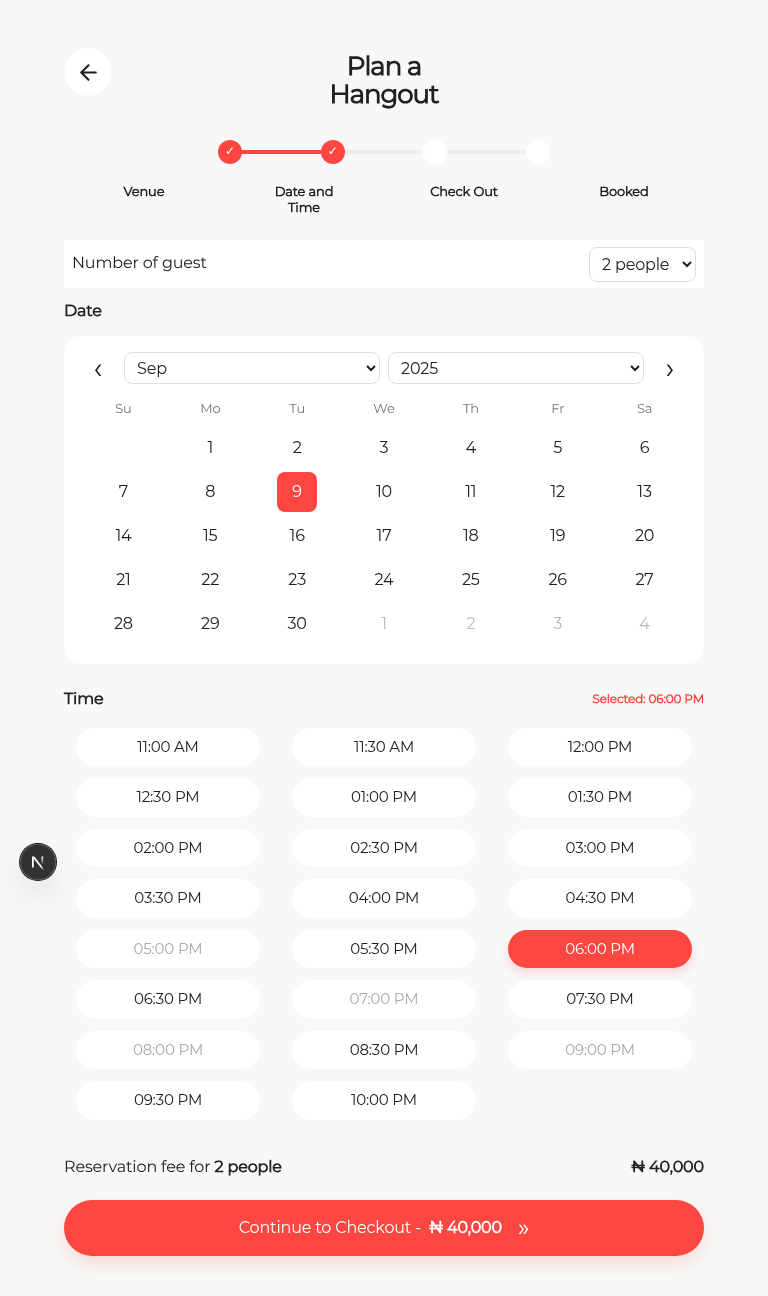 Plan a
Hangout
✓ ✓
Venue Date and Time Check Out Booked
Number of guest 2 people
Date
‹ Sep 2025 ›
Su Mo Tu We Th Fr Sa
1 2 3 4 5 6
7 8 9 10 11 12 13
14 15 16 17 18 19 20
21 22 23 24 25 26 27
28 29 30 1 2 3 4
Time Selected: 06:00 PM
11:00 AM 11:30 AM 12:00 PM
12:30 PM 01:00 PM 01:30 PM
02:00 PM 02:30 PM 03:00 PM
N
03:30 PM 04:00 PM 04:30 PM
05:00 PM 05:30 PM 06:00 PM
06:30 PM 07:00 PM 07:30 PM
08:00 PM 08:30 PM 09:00 PM
09:30 PM 10:00 PM
Reservation fee for 2 people ₦ 40,000
Continue to Checkout - ₦ 40,000 »